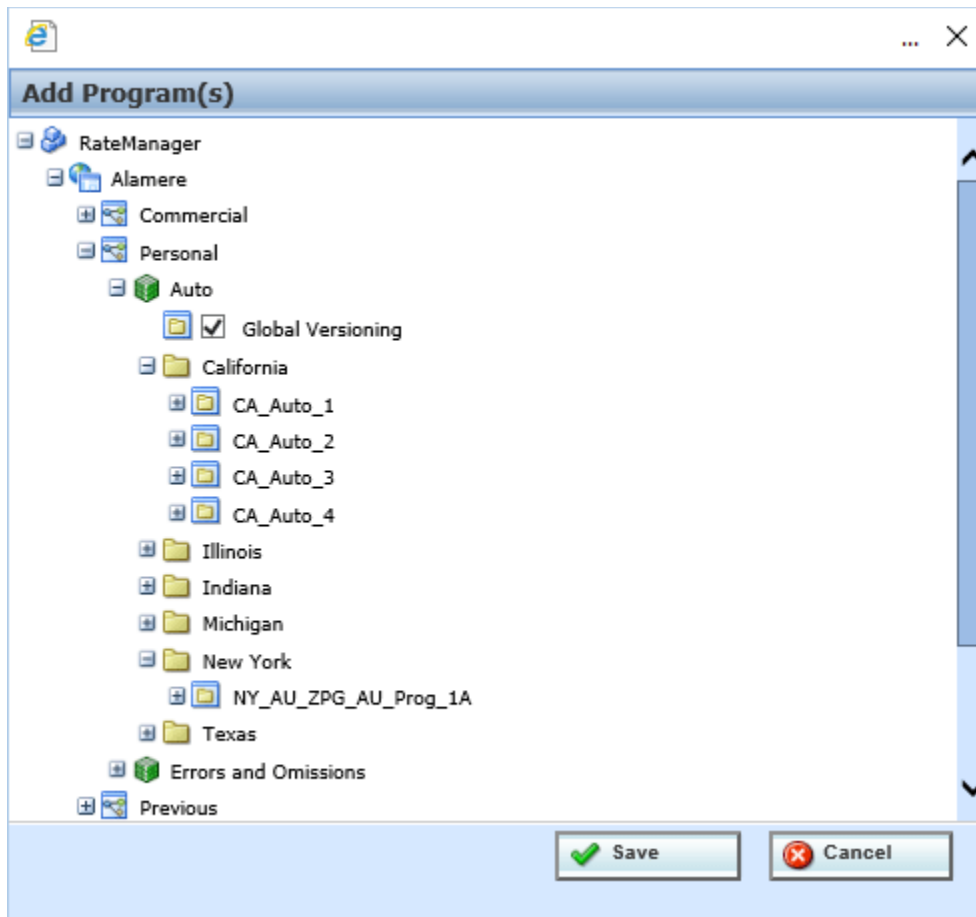 ...
Add Program(s)
RateManager
Alamere
Commercial
Personal
Auto
Global Versioning
California
CA_Auto_1
CA_Auto_2
CA_Auto_3
CA_Auto_4
Illinois
Indiana
Michigan
New York
NY_AU_ZPG_AU_Prog_1A
Texas
Errors and Omissions
Previous
Save Cancel